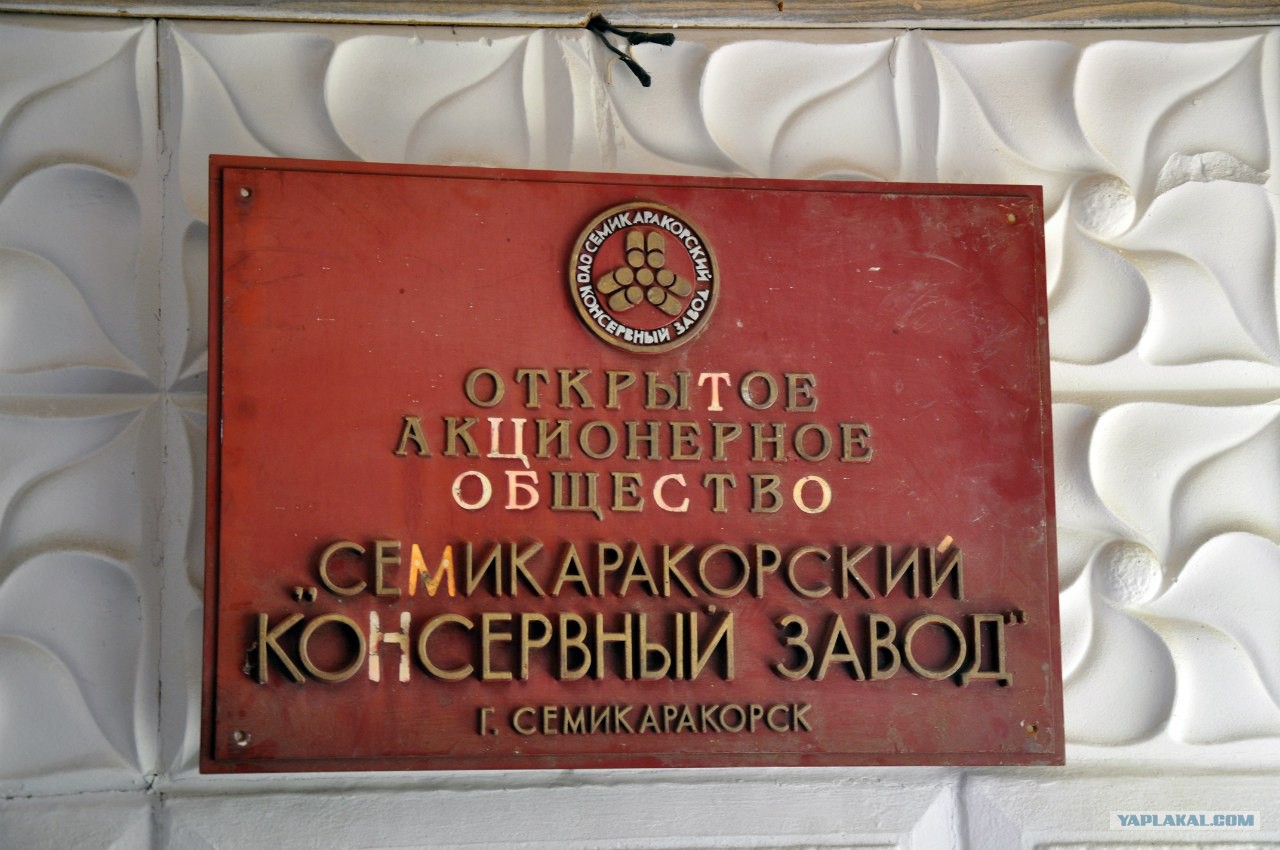 ОАО СЕМИКАРАКОРСКИЙ
КОНСЕРВНЫЙ ЗАВОД
ОТКРЫТОЕ
АКЦИОНЕРНОЕ
ОБЩЕСТВО
„СЕМИКАРАКОРСКИЙ
КОНСЕРВНЫЙ ЗАВОД"
Г. СЕМИКАРАКОРСК
YAPLAKAL.COM